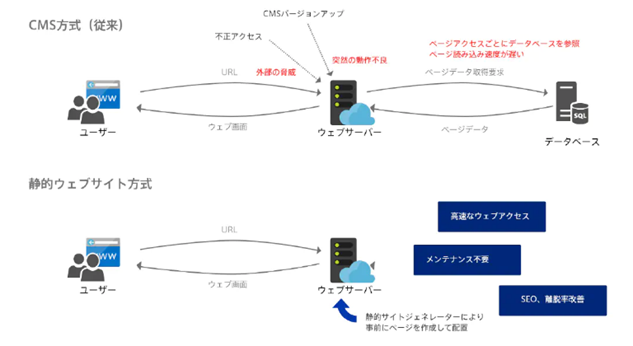 CMS方式（従来）
CMSバージョンアップ
不正アクセス
URL
外部の脅威
突然の動作不良
ページアクセスごとにデータベースを参照
ページ読み込み速度が遅い
ページデータ取得要求
WW
ユーザー
ウェブ画面
ウェブサーバー
ページデータ
SQL
データベース
静的ウェブサイト方式
高速なウェブアクセス
URL
WW
メンテナンス不要
ユーザー
ウェブ画面
ウェブサーバー
SEO、離脱率改善
静的サイトジェネレーターにより
事前にページを作成して配置